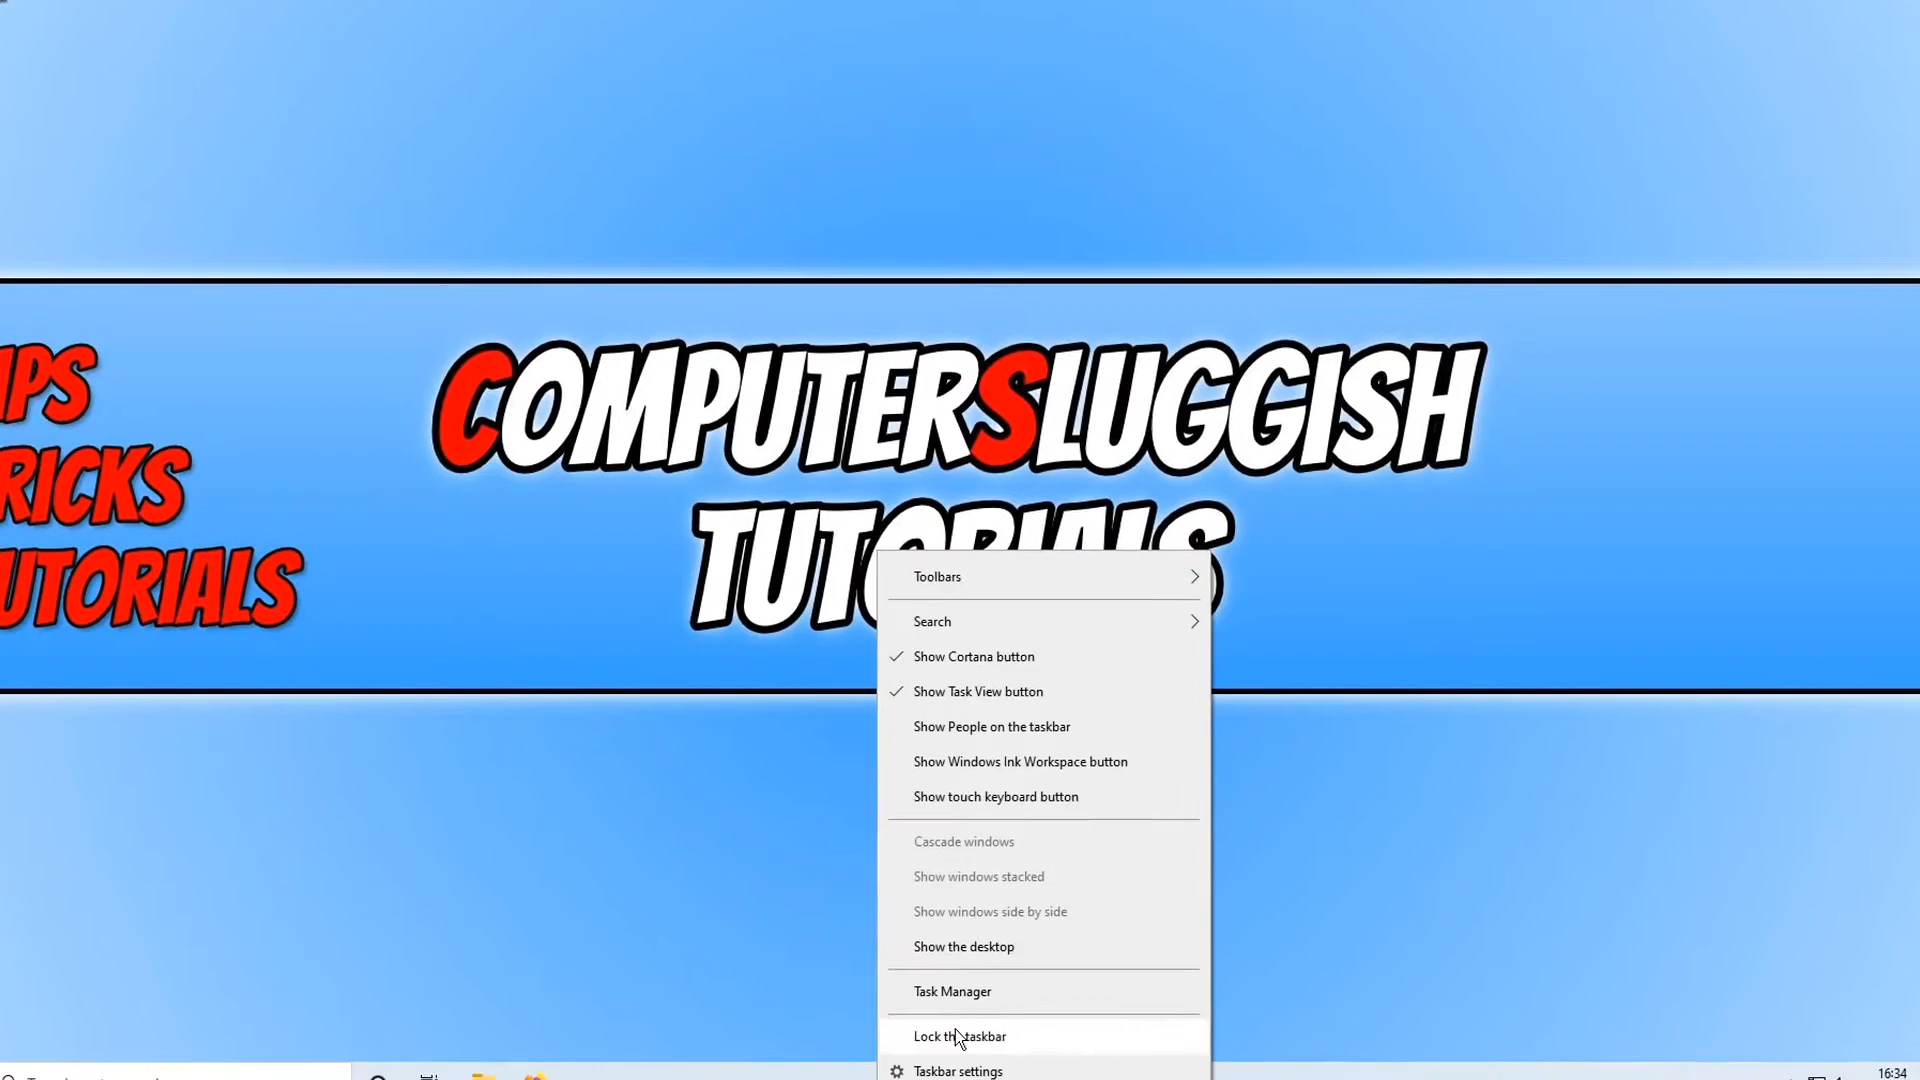 IPS
RICKS
UTORIALS
COMPUTERSLUGGISH
TUTORIALS
Toolbars
Search
Show Cortana button
Show Task View button
Show People on the taskbar
Show Windows Ink Workspace button
Show touch keyboard button
Cascade windows
Show windows stacked
Show windows side by side
Show the desktop
Task Manager
Lock the taskbar
Taskbar settings
16:34